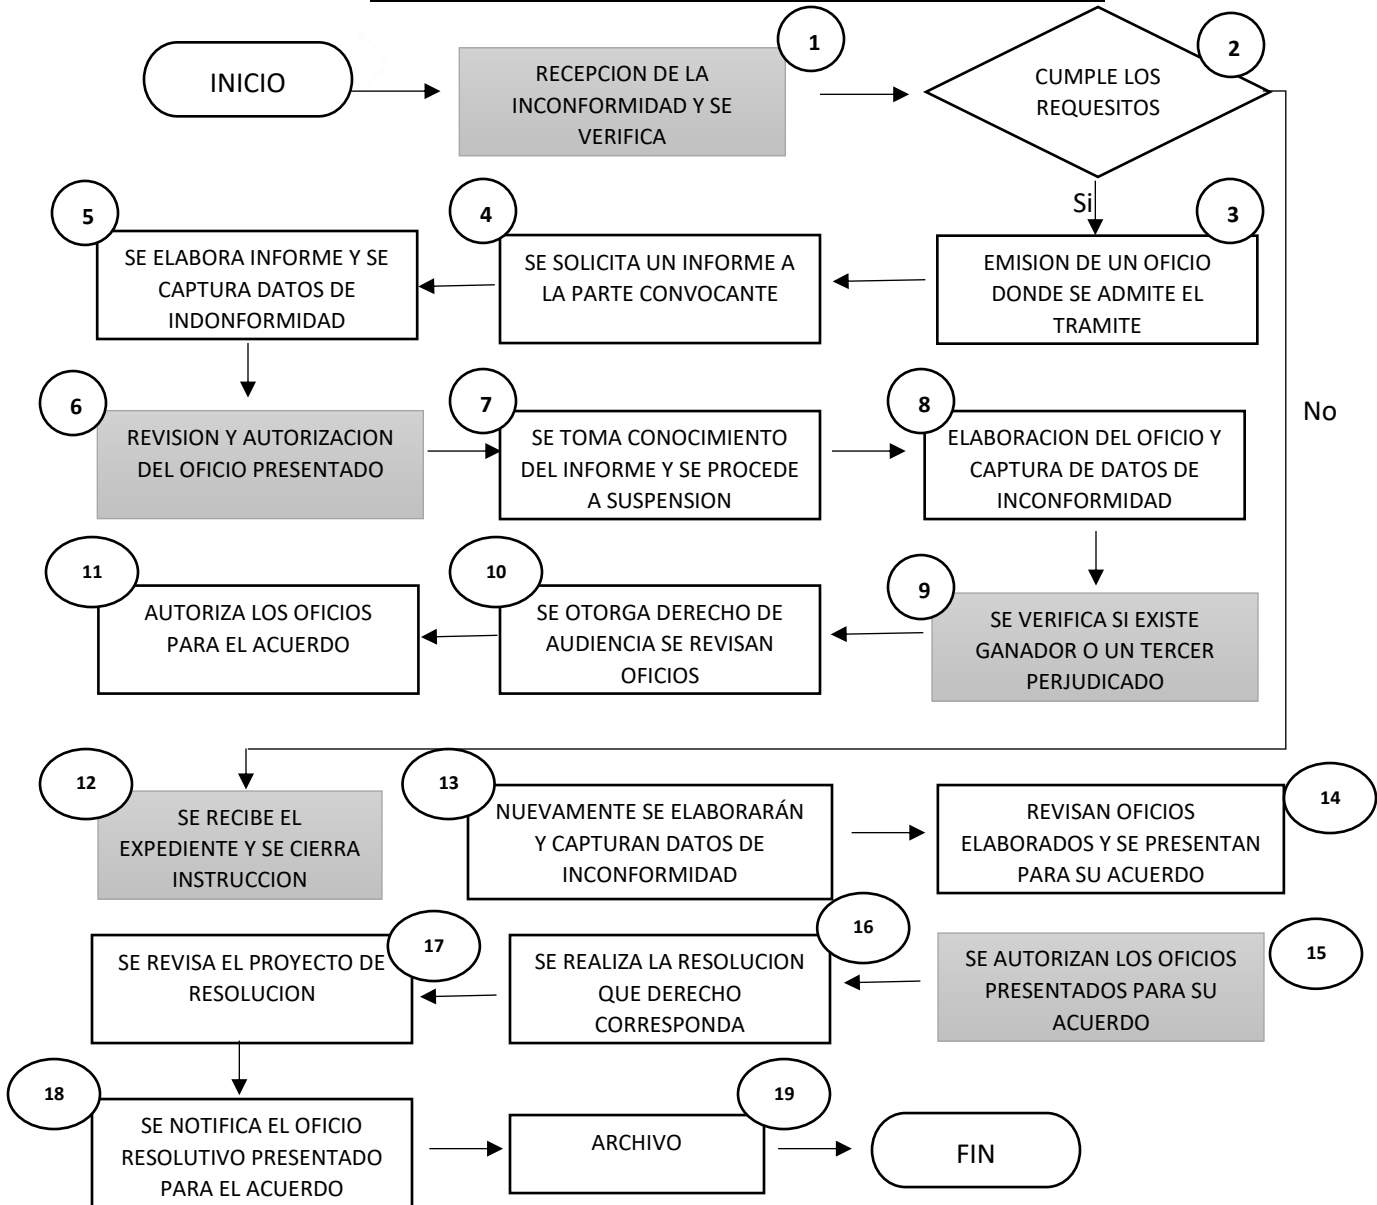 INICIO
1
RECEPCION DE LA
INCONFORMIDAD Y SE
VERIFICA
2
CUMPLE LOS
REQUESITOS
Si
No
3
EMISION DE UN OFICIO
DONDE SE ADMITE EL
TRAMITE
4
SE SOLICITA UN INFORME A
LA PARTE CONVOCANTE
5
SE ELABORA INFORME Y SE
CAPTURA DATOS DE
INDONFORMIDAD
6
REVISION Y AUTORIZACION
DEL OFICIO PRESENTADO
7
SE TOMA CONOCIMIENTO
DEL INFORME Y SE PROCEDE
A SUSPENSION
8
ELABORACION DEL OFICIO Y
CAPTURA DE DATOS DE
INCONFORMIDAD
9
SE VERIFICA SI EXISTE
GANADOR O UN TERCER
PERJUDICADO
10
SE OTORGA DERECHO DE
AUDIENCIA SE REVISAN
OFICIOS
11
AUTORIZA LOS OFICIOS
PARA EL ACUERDO
12
SE RECIBE EL
EXPEDIENTE Y SE CIERRA
INSTRUCCION
13
NUEVAMENTE SE ELABORARÁN
Y CAPTURAN DATOS DE
INCONFORMIDAD
14
REVISAN OFICIOS
ELABORADOS Y SE PRESENTAN
PARA SU ACUERDO
15
SE AUTORIZAN LOS OFICIOS
PRESENTADOS PARA SU
ACUERDO
16
SE REALIZA LA RESOLUCION
QUE DERECHO
CORRESPONDA
17
SE REVISA EL PROYECTO DE
RESOLUCION
18
SE NOTIFICA EL OFICIO
RESOLUTIVO PRESENTADO
PARA EL ACUERDO
19
ARCHIVO
FIN